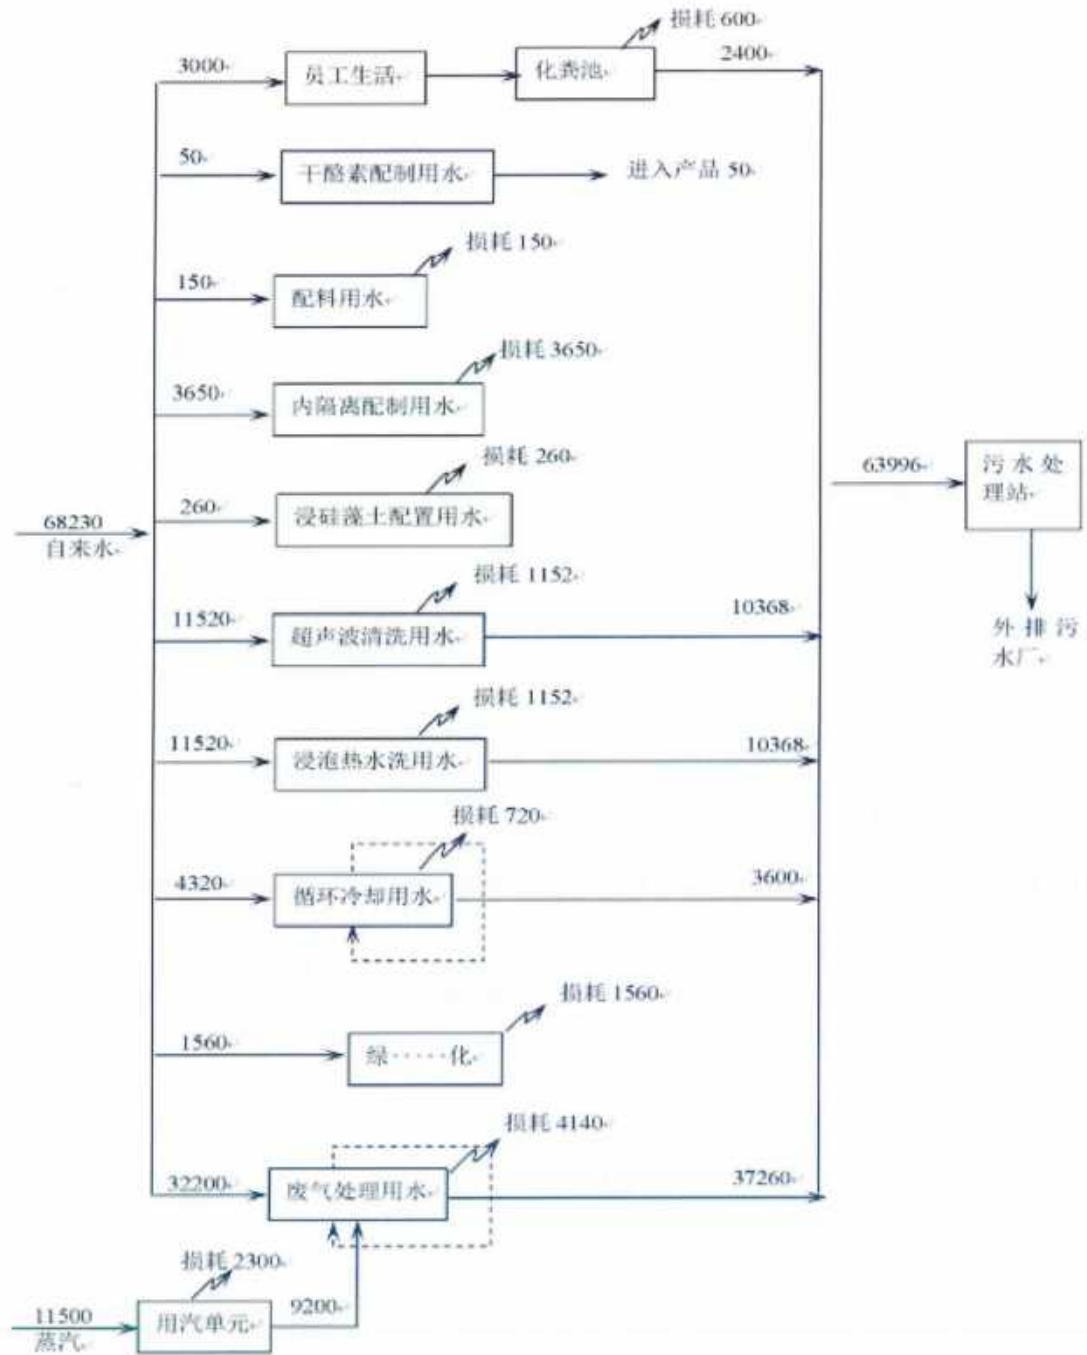 损耗 600
3000
员工生活
化粪池
2400
50
干酪素配制用水
进入产品 50
损耗 150
150
配料用水
损耗 3650
3650
内隔离配制用水
损耗 260
260
浸硅藻土配置用水
63996
污水处
理站
68230
自来水
损耗 1152
11520
超声波清洗用水
10368
外排污
水厂
损耗 1152
11520
浸泡热水洗用水
10368
损耗 720
4320
循环冷却用水
3600
损耗 1560
1560
绿·····化
损耗 4140
32200
废气处理用水
37260
损耗 2300
11500
蒸汽
用汽单元
9200